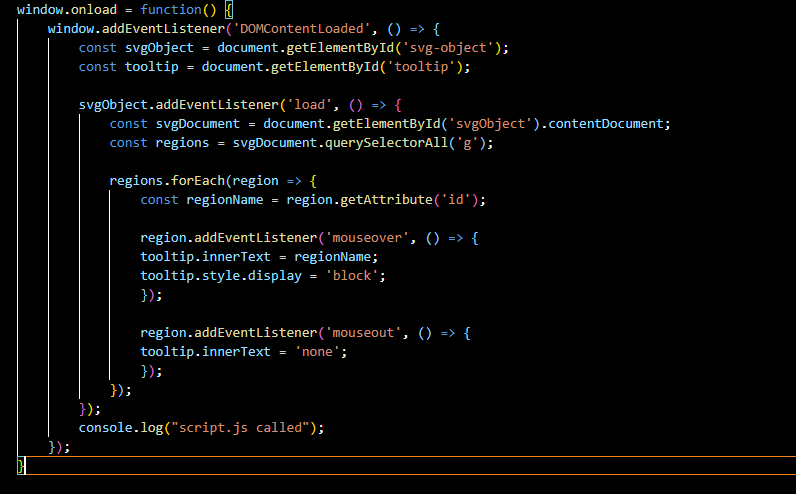 window.onload = function() {
window.addEventListener('DOMContentLoaded', () => {
const svgObject = document.getElementById('svg-object');
const tooltip = document.getElementById('tooltip');
svgObject.addEventListener('load', () => {
const svgDocument = document.getElementById('svgObject').contentDocument;
const regions = svgDocument.querySelectorAll('g');
regions.forEach(region => {
const regionName = region.getAttribute('id');
region.addEventListener('mouseover', () => {
tooltip.innerText = regionName;
tooltip.style.display = 'block';
});
region.addEventListener('mouseout', () => {
tooltip.innerText = 'none';
});
});
});
console.log("script.js called");
});
}